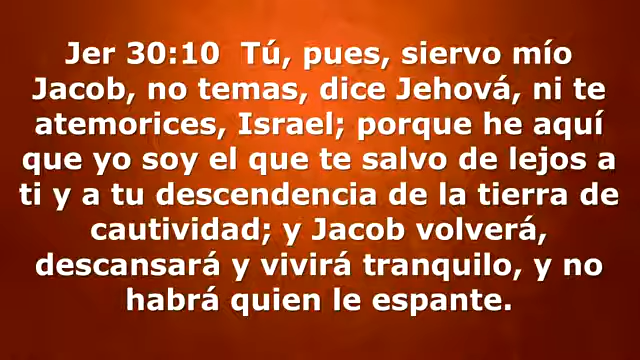 Jer 30:10  Tú, pues, siervo mío
Jacob, no temas, dice Jehová, ni te
atemorices, Israel; porque he aquí
que yo soy el que te salvo de lejos a
ti y a tu descendencia de la tierra de
cautividad; y Jacob volverá,
descansará y vivirá tranquilo, y no
habrá quien le espante.